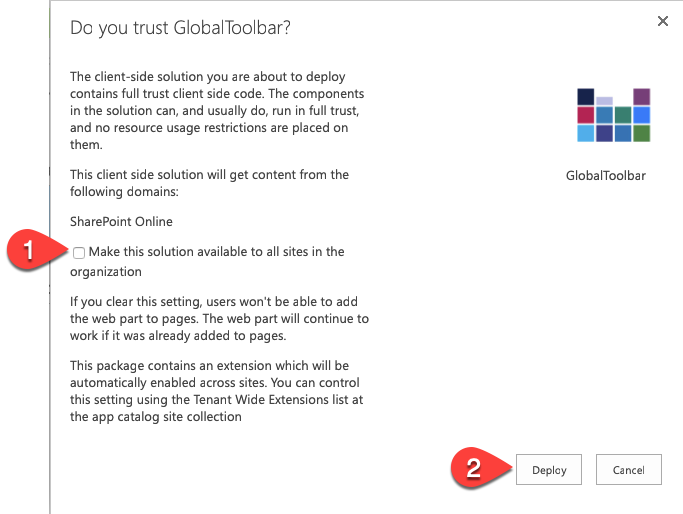 Do you trust GlobalToolbar?
The client-side solution you are about to deploy
contains full trust client side code. The components
in the solution can, and usually do, run in full trust,
and no resource usage restrictions are placed on
them.
GlobalToolbar
This client side solution will get content from the
following domains:
SharePoint Online
1
Make this solution available to all sites in the
organization
If you clear this setting, users won't be able to add
the web part to pages. The web part will continue to
work if it was already added to pages.
This package contains an extension which will be
automatically enabled across sites. You can control
this setting using the Tenant Wide Extensions list at
the app catalog site collection
2
Deploy
Cancel